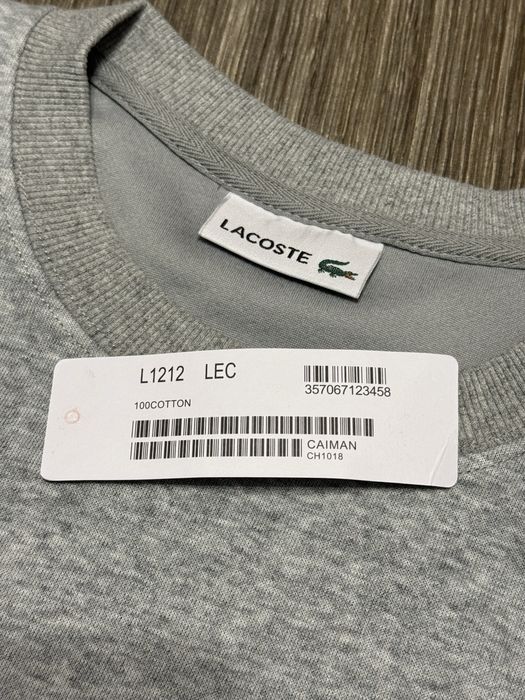 LACOSTE
L1212 LEC
357067123458
100COTTON
CAIMAN
CH1018